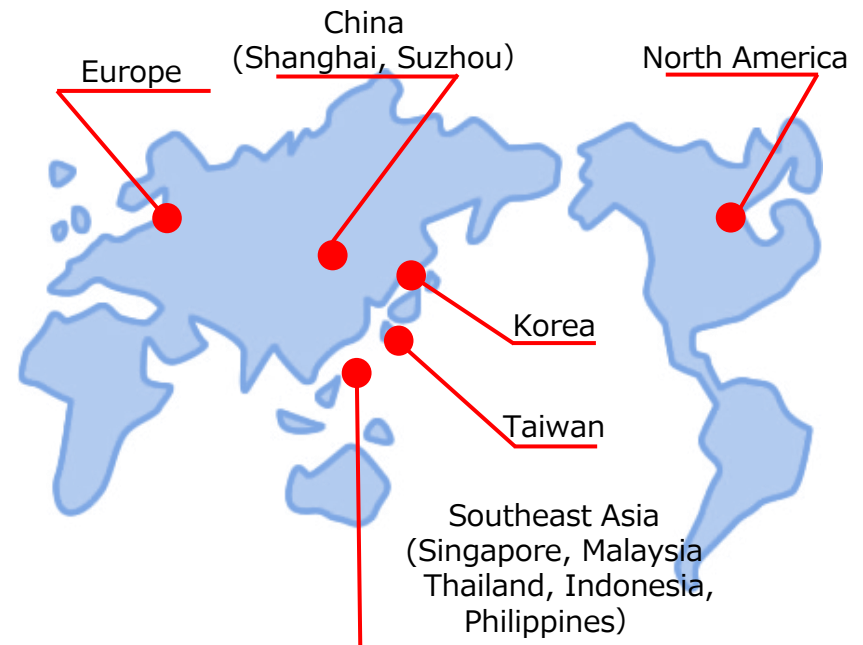 China
(Shanghai, Suzhou）
North America
Europe
Korea
Taiwan
Southeast Asia
(Singapore, Malaysia
Thailand, Indonesia,
Philippines）